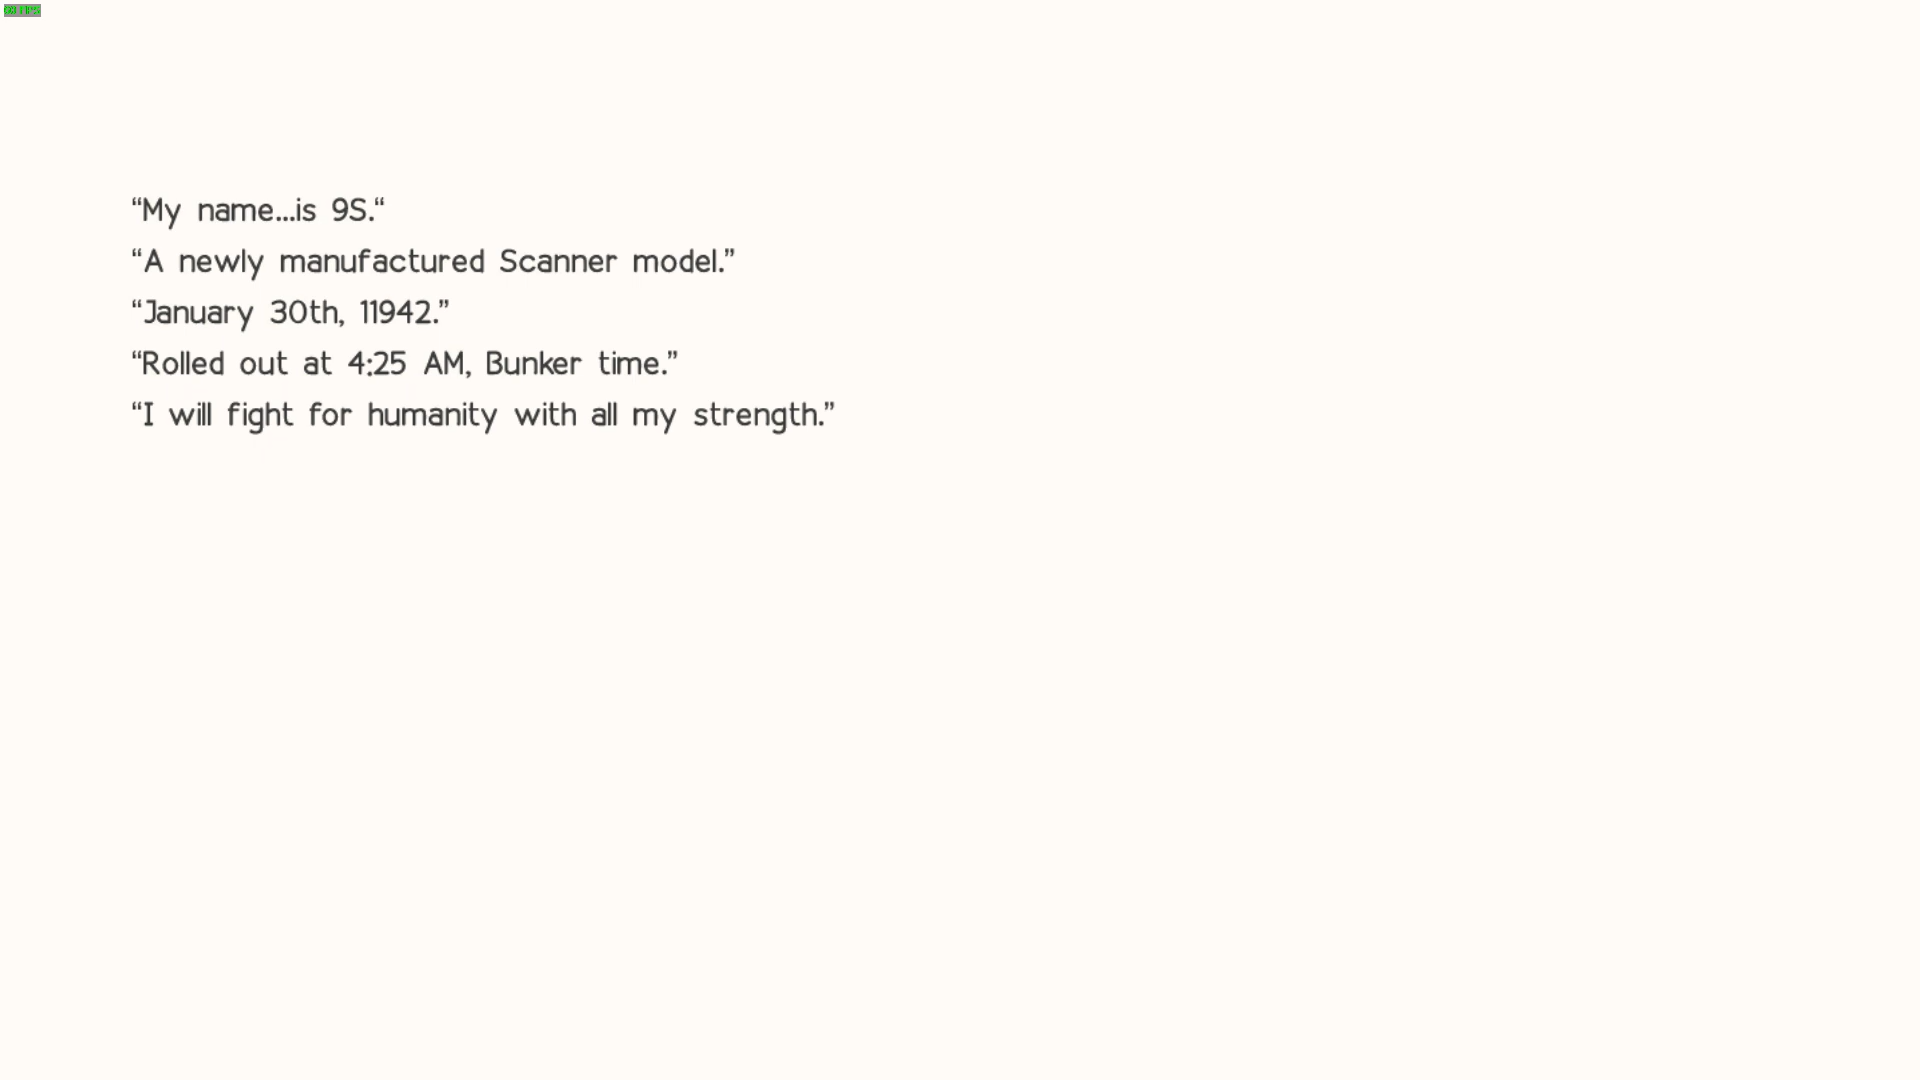 “My name...is 9S.“
“A newly manufactured Scanner model.”
“January 30th, 11942.”
“Rolled out at 4:25 AM, Bunker time.”
“I will fight for humanity with all my strength.”